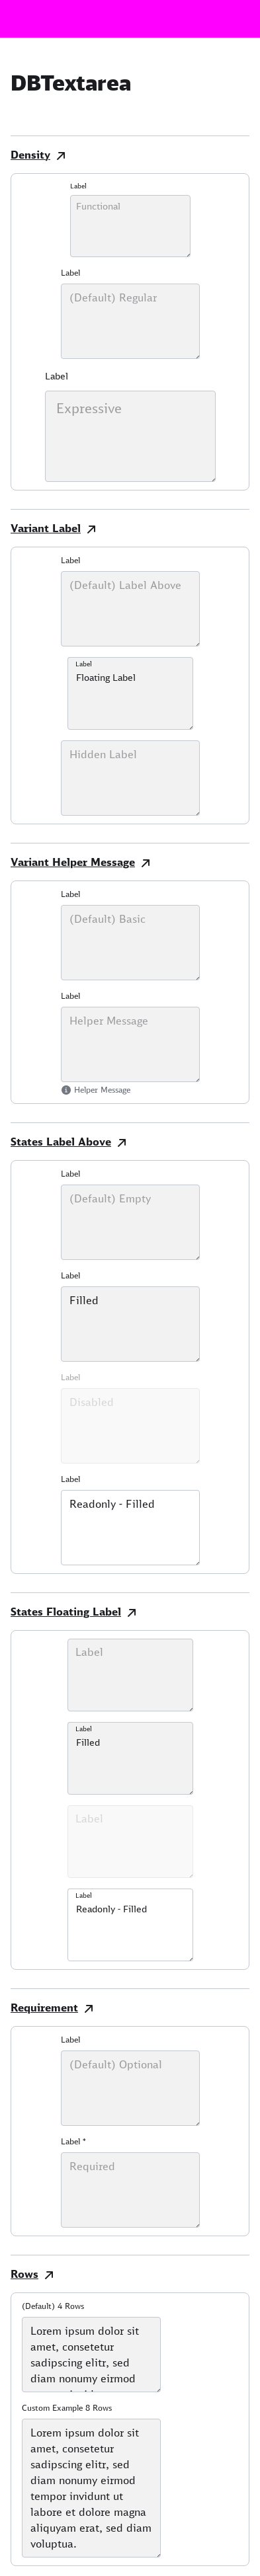 DBTextarea
Density
Label
Functional
Label
(Default) Regular
Label
Expressive
Variant Label
Label
(Default) Label Above
Label
Floating Label
Hidden Label
Variant Helper Message
Label
(Default) Basic
Label
Helper Message
Helper Message
States Label Above
Label
(Default) Empty
Label
Filled
Label
Disabled
Label
Readonly - Filled
States Floating Label
Label
Label
Filled
Label
Label
Readonly - Filled
Requirement
Label
(Default) Optional
Label *
Required
Rows
(Default) 4 Rows
Lorem ipsum dolor sit
amet, consetetur
sadipscing elitr, sed
diam nonumy eirmod
Custom Example 8 Rows
Lorem ipsum dolor sit
amet, consetetur
sadipscing elitr, sed
diam nonumy eirmod
tempor invidunt ut
labore et dolore magna
aliquyam erat, sed diam
voluptua.